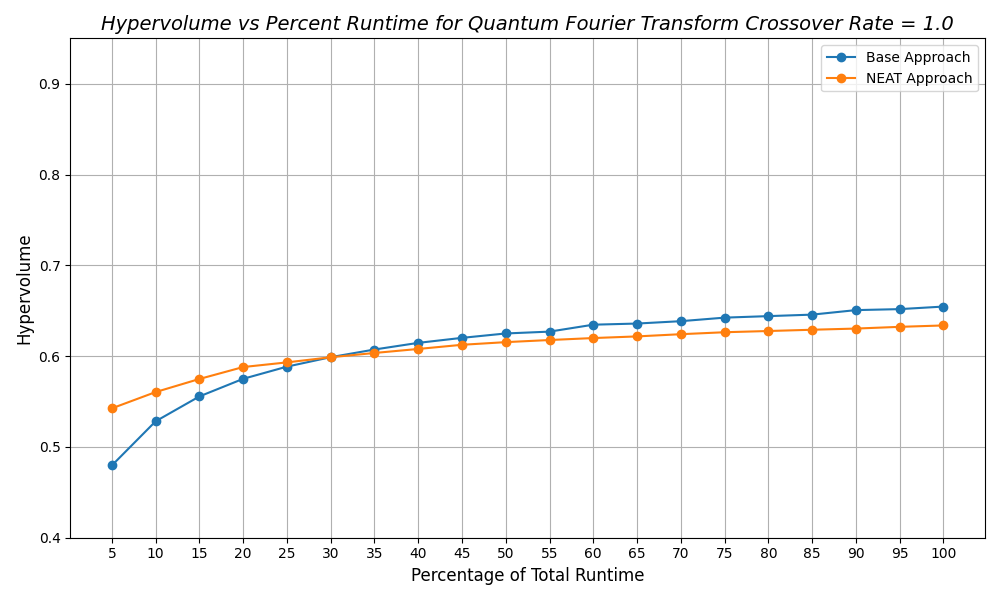 Hypervolume vs Percent Runtime for Quantum Fourier Transform Crossover Rate = 1.0
Base Approach
NEAT Approach
Hypervolume
0.9
0.8
0.7
0.6
0.5
0.4
5 10 15 20 25 30 35 40 45 50 55 60 65 70 75 80 85 90 95 100
Percentage of Total Runtime